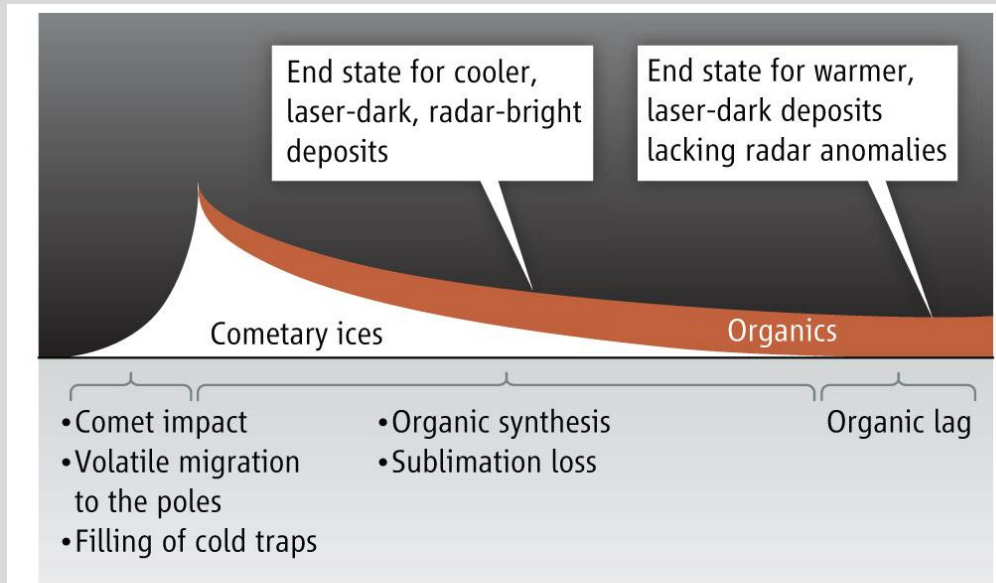 End state for cooler,
laser-dark, radar-bright
deposits
End state for warmer,
laser-dark deposits
lacking radar anomalies
Cometary ices
Organics
•Comet impact
•Volatile migration
to the poles
•Filling of cold traps
•Organic synthesis
•Sublimation loss
Organic lag